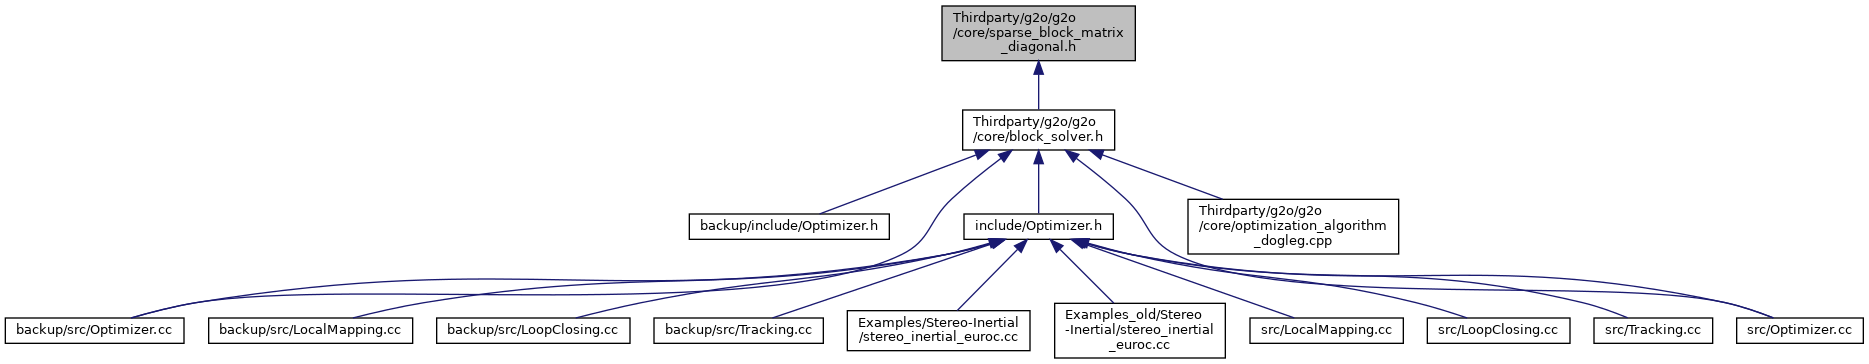 Thirdparty/g2o/g2o
/core/sparse_block_matrix
_diagonal.h
Thirdparty/g2o/g2o
/core/block_solver.h
backup/include/Optimizer.h
include/Optimizer.h
Thirdparty/g2o/g2o
/core/optimization_algorithm
_dogleg.cpp
backup/src/Optimizer.cc
backup/src/LocalMapping.cc
backup/src/LoopClosing.cc
backup/src/Tracking.cc
Examples/Stereo-Inertial
/stereo_inertial_euroc.cc
Examples_old/Stereo
-Inertial/stereo_inertial
_euroc.cc
src/LocalMapping.cc
src/LoopClosing.cc
src/Tracking.cc
src/Optimizer.cc